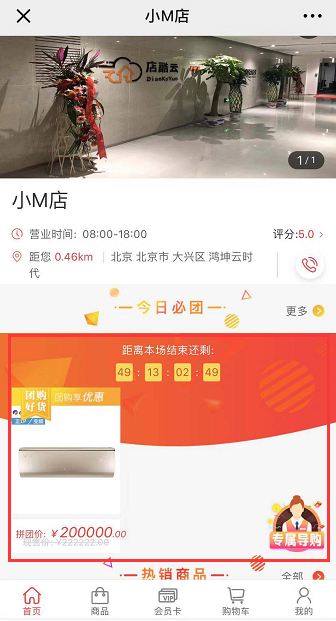 小M店
店酷云
DianKuYun
1/1
小M店
营业时间：08:00-18:00
评分:5.0
距您 0.46km
北京 北京市 大兴区 鸿坤云时代
今日必团
更多
距离本场结束还剩:
49 : 13 : 02 : 49
团购好货
团购享优惠
拼团价: ￥200000.00
现售价: ￥222222.00
专属导购
热销商品
全部
首页
商品
VIP
会员卡
购物车
我的